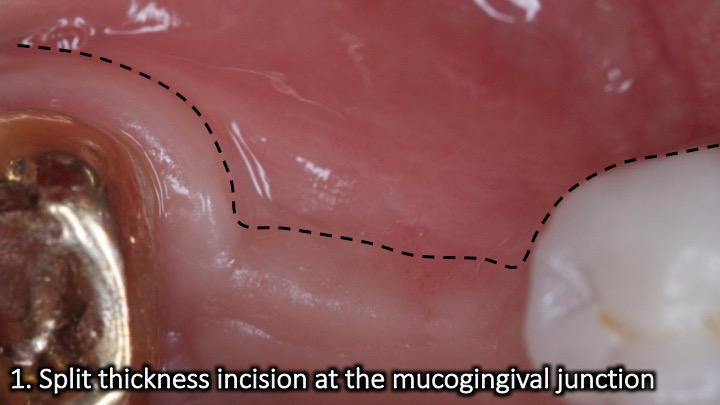 1. Split thickness incision at the mucogingival junction